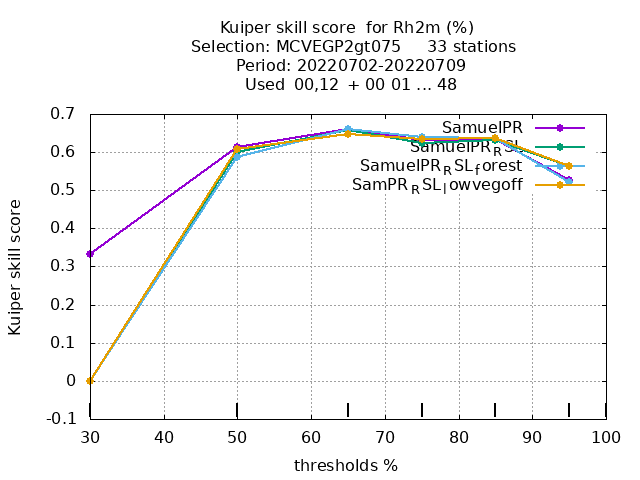 Kuiper skill score  for Rh2m (%)
Selection: MCVEGP2gt075     33 stations
Period: 20220702-20220709
Used  00,12  + 00 01 ... 48
SamuelPR
SamuelPR_RSL
SamuelPR_RSL_forest
SamPR_RSL_lowvegoff
Kuiper skill score
0.7
0.6
0.5
0.4
0.3
0.2
0.1
0
-0.1
30 40 50 60 70 80 90 100
thresholds %